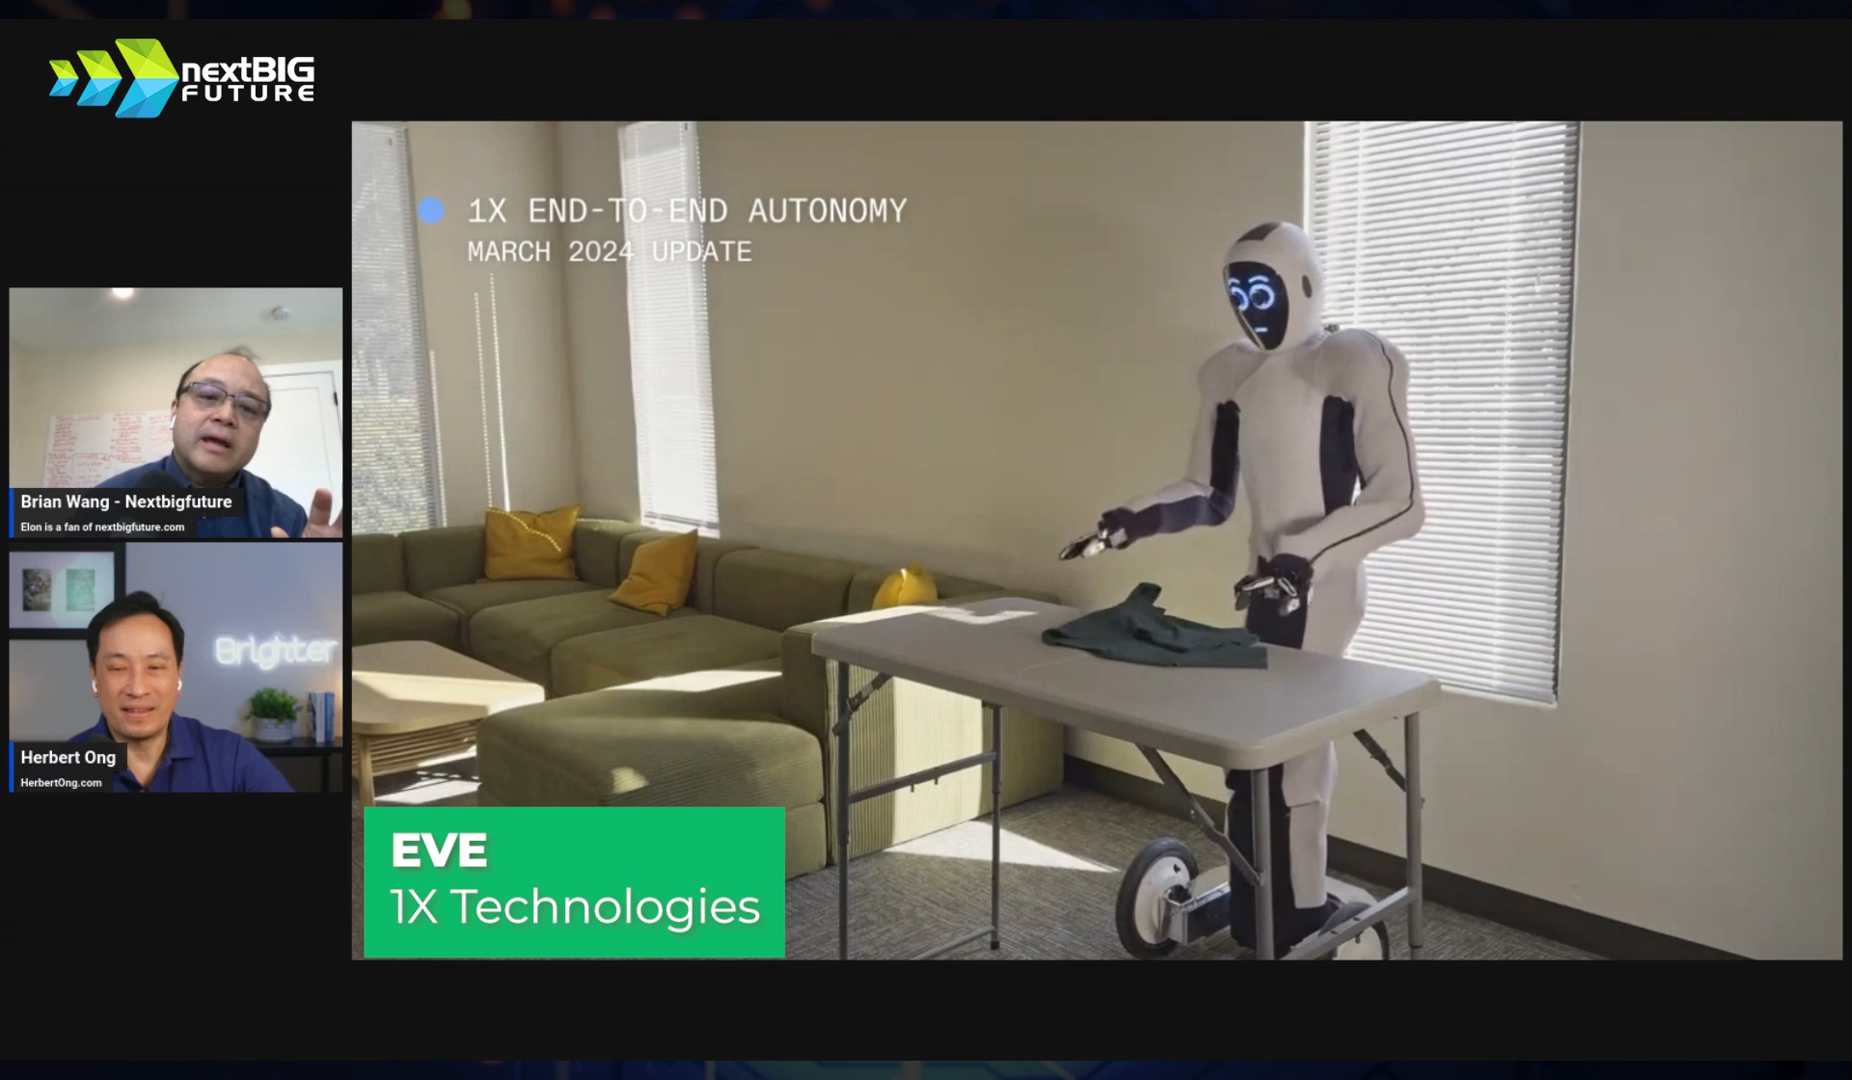 nextBIG
FUTURE
1X END-TO-END AUTONOMY
MARCH 2024 UPDATE
Brian Wang - Nextbigfuture
Elon is a fan of nextbigfuture.com
Brighter
Herbert Ong
HerbertOng.com
EVE
1X Technologies